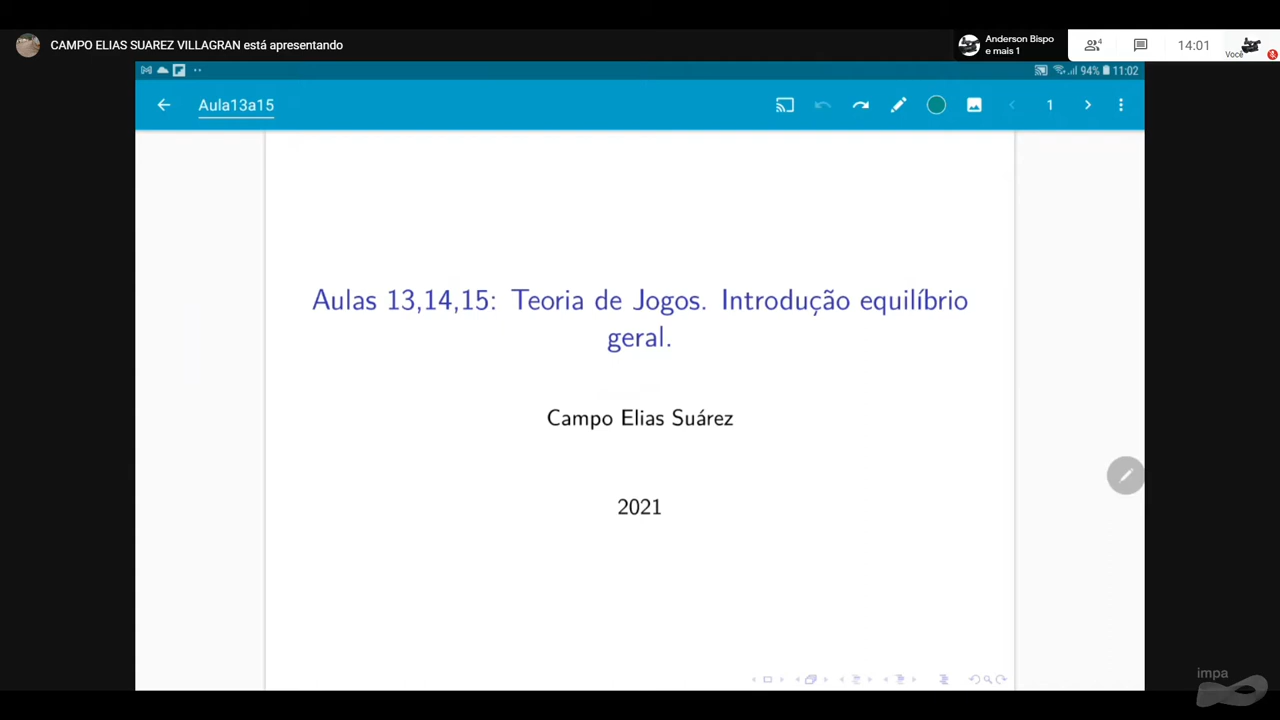 CAMPO ELIAS SUAREZ VILLAGRAN está apresentando
Anderson Bispo
e mais 1
4
14:01
Você
94% 11:02
Aula13a15
1
Aulas 13,14,15: Teoria de Jogos. Introdução equilíbrio
geral.
Campo Elias Suárez
2021
impa